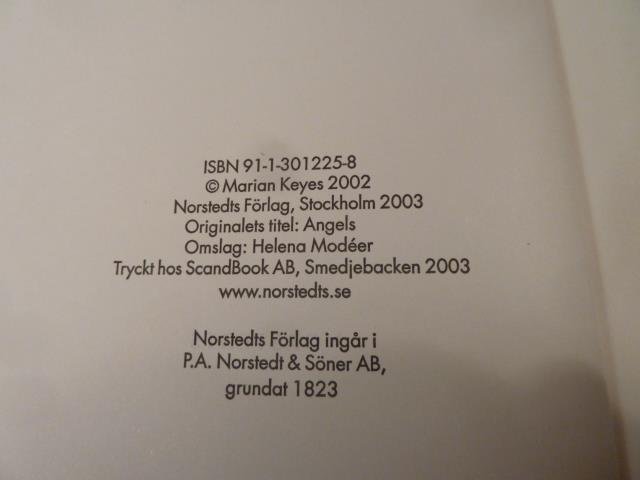 ISBN 91-1-301225-8
© Marian Keyes 2002
Norstedts Förlag, Stockholm 2003
Originalets titel: Angels
Omslag: Helena Modéer
Tryckt hos ScandBook AB, Smedjebacken 2003
www.norstedts.se
Norstedts Förlag ingår i
P.A. Norstedt & Söner AB,
grundat 1823